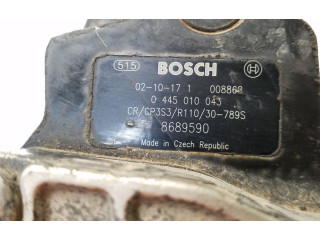 515 BOSCH
02-10-17 1 008868
0 445 010 043
CR/CP3S3/R110/30-789S
8689590
Made in Czech Republic